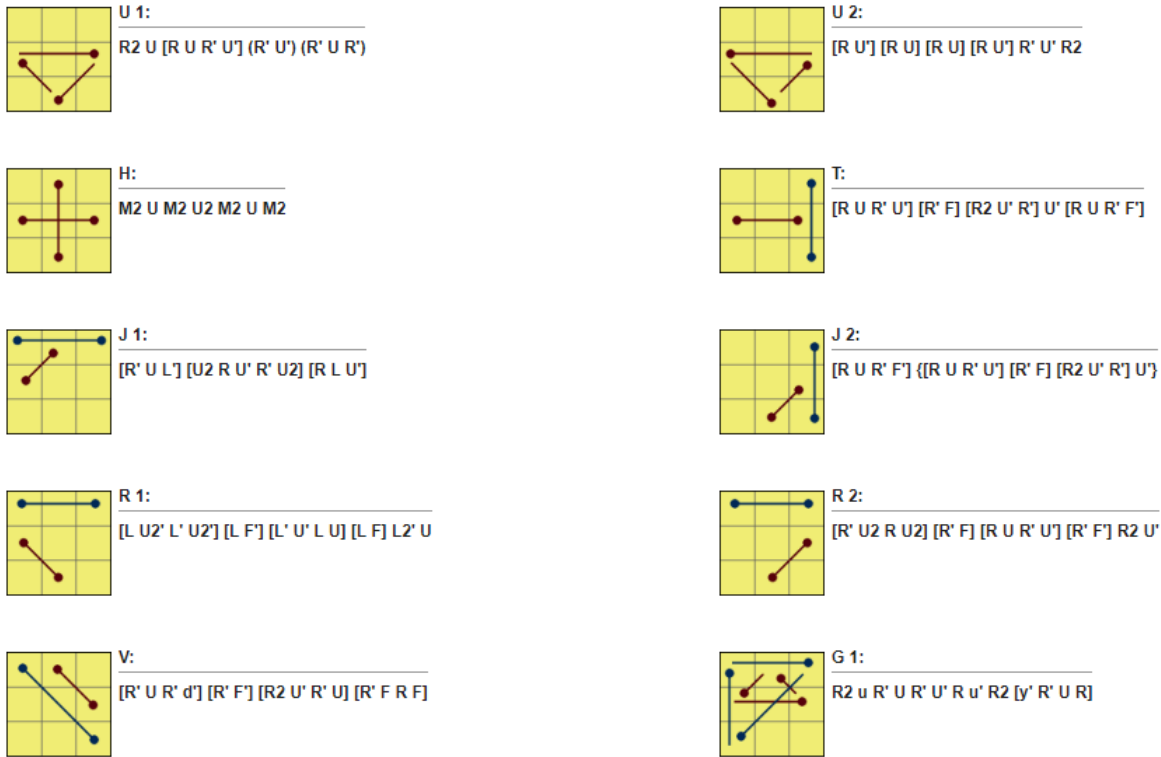 U 1:
R2 U [R U R' U'] (R' U') (R' U R')
U 2:
[R U'] [R U] [R U] [R U'] R' U' R2
H:
M2 U M2 U2 M2 U M2
T:
[R U R' U'] [R' F] [R2 U' R'] U' [R U R' F']
J 1:
[R' U L'] [U2 R U' R' U2] [R L U']
J 2:
[R U R' F'] {[R U R' U'] [R' F] [R2 U' R'] U'}
R 1:
[L U2' L' U2'] [L F'] [L' U' L U] [L F] L2' U
R 2:
[R' U2 R U2] [R' F] [R U R' U'] [R' F'] R2 U'
V:
[R' U R' d'] [R' F'] [R2 U' R' U] [R' F R F]
G 1:
R2 u R' U R' U' R u' R2 [y' R' U R]